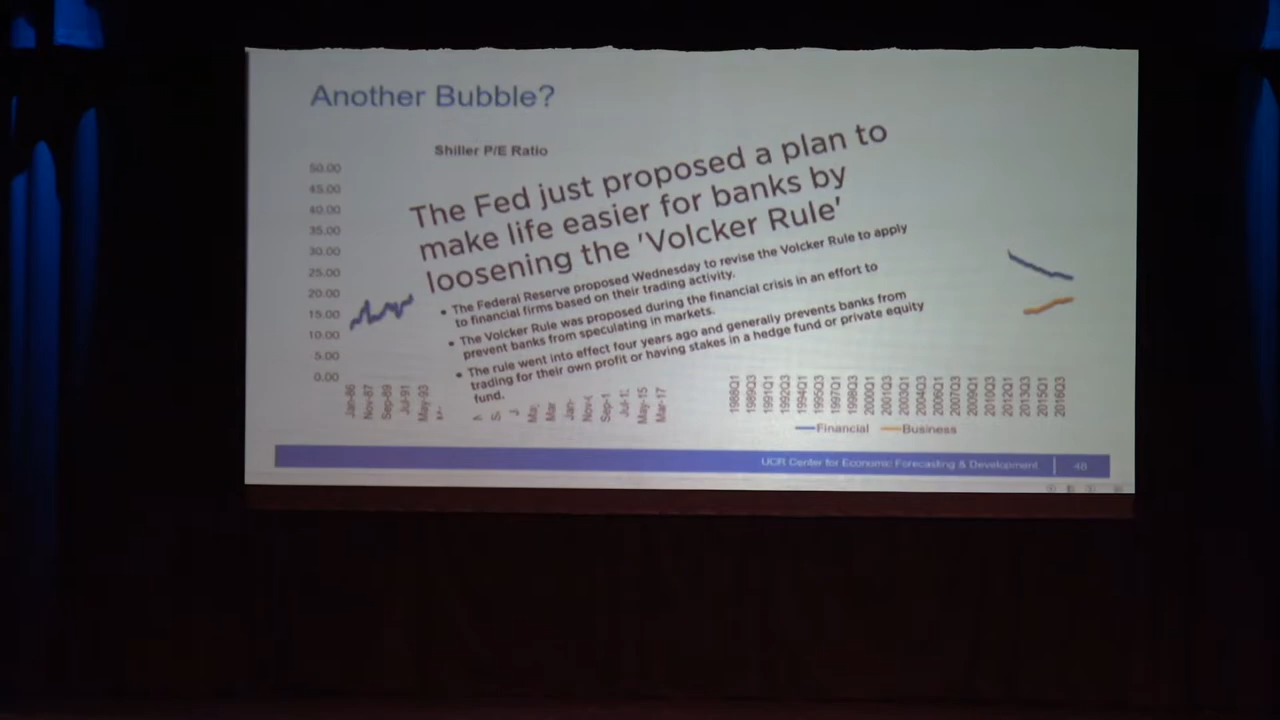 Another Bubble?
Shiller P/E Ratio
The Fed just proposed a plan to
make life easier for banks by
loosening the 'Volcker Rule'
• The Federal Reserve proposed Wednesday to revise the Volcker Rule to apply
to financial firms based on their trading activity.
• The Volcker Rule was proposed during the financial crisis in an effort to
prevent banks from speculating in markets.
• The rule went into effect four years ago and generally prevents banks from
trading for their own profit or having stakes in a hedge fund or private equity
fund.
50.00
45.00
40.00
35.00
30.00
25.00
20.00
15.00
10.00
5.00
0.00
Jan-86
Nov-87
Sep-89
Jul-91
May-93
May-15
Mar-17
1988Q1
1989Q3
1991Q1
1992Q3
1994Q1
1995Q3
1997Q1
1998Q3
2000Q1
2001Q3
2003Q1
2004Q3
2006Q1
2007Q3
2009Q1
2010Q3
2012Q1
2013Q3
2015Q1
2016Q3
Financial Business
UCR Center for Economic Forecasting & Development 48